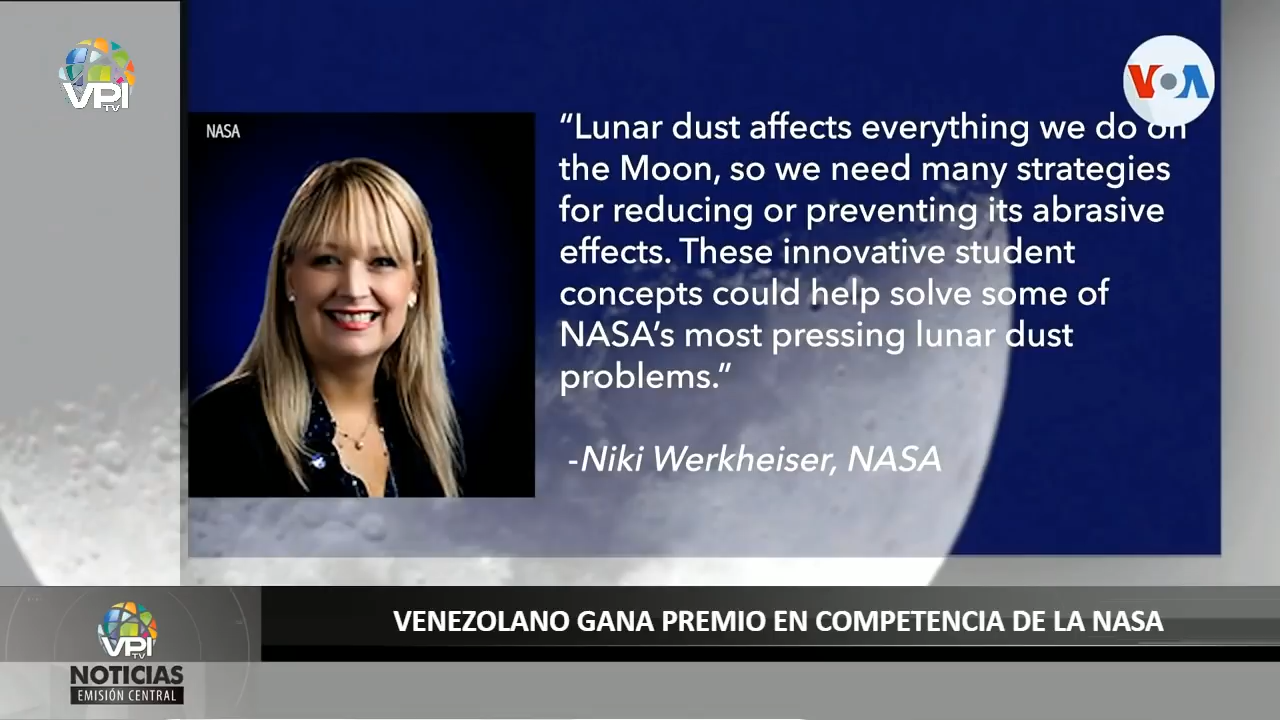 VPI
TV
VOA
NASA
“Lunar dust affects everything we do on
the Moon, so we need many strategies
for reducing or preventing its abrasive
effects. These innovative student
concepts could help solve some of
NASA’s most pressing lunar dust
problems.”
-Niki Werkheiser, NASA
VENEZOLANO GANA PREMIO EN COMPETENCIA DE LA NASA
VPI
TV
NOTICIAS
EMISIÓN CENTRAL